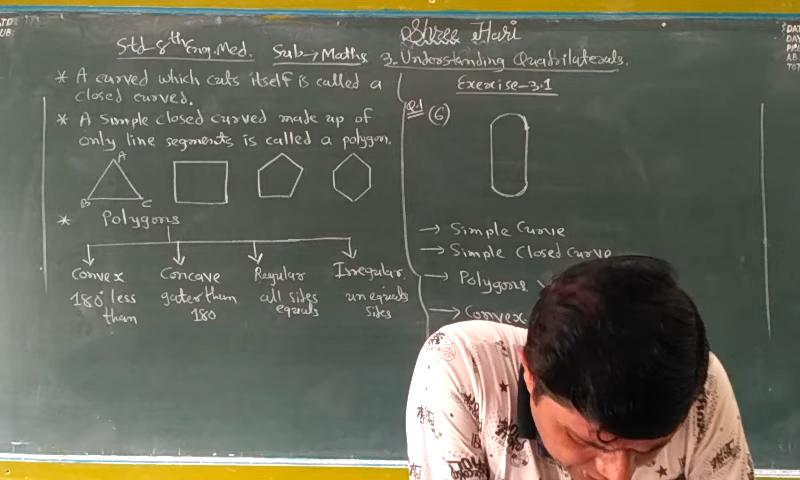 Shree Hari
Std 8th Eng. Med. Sub → Maths 3. Understanding Quadrilaterals.
* A curved which cuts itself is called a
closed curved.
* A Simple closed curved made up of
only line segments is called a polygon.
A
B C
* Polygons
Convex Concave Regular Irregular
180° less gater them all sides un equals
than 180 equals sides
Exercise-3.1
Q.1 (6)
→ Simple Curve
→ Simple Closed Curve
→ Polygons
→ Convex